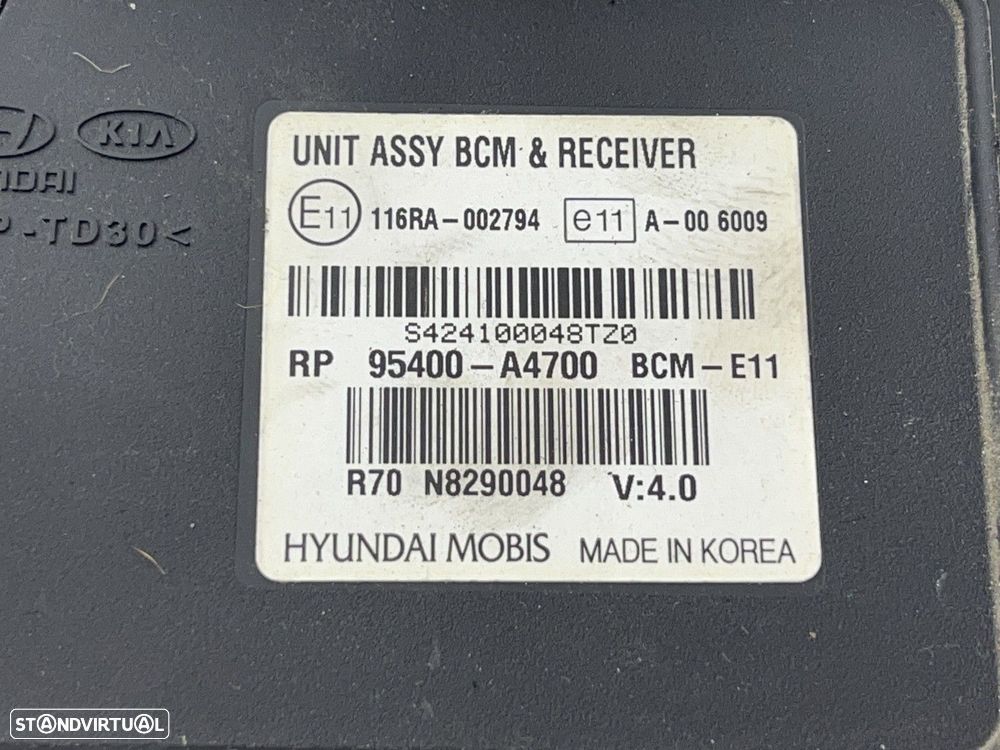 KIA
UNIT ASSY BCM & RECEIVER
E11 116RA-002794 e11 A-00 6009
S424100048TZ0
RP 95400-A4700 BCM-E11
R70 N8290048 V:4.0
HYUNDAI MOBIS MADE IN KOREA
NDAI
P-TD30<
STANDVIRTUAL